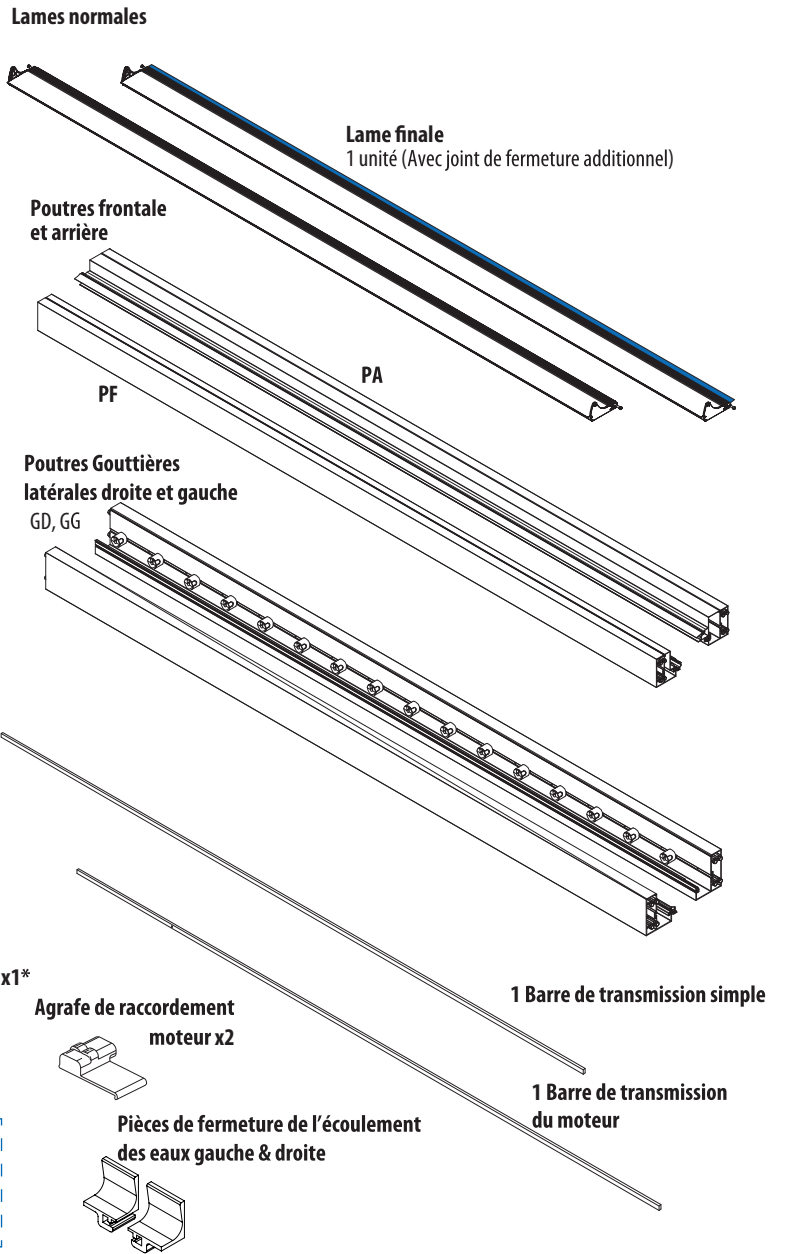 Lames normales
Lame finale
1 unité (Avec joint de fermeture additionnel)
Poutres frontale
et arrière
PA
PF
Poutres Gouttières
latérales droite et gauche
GD, GG
x1*
Agrafe de raccordement
moteur x2
1 Barre de transmission simple
1 Barre de transmission
du moteur
Pièces de fermeture de l’écoulement
des eaux gauche & droite